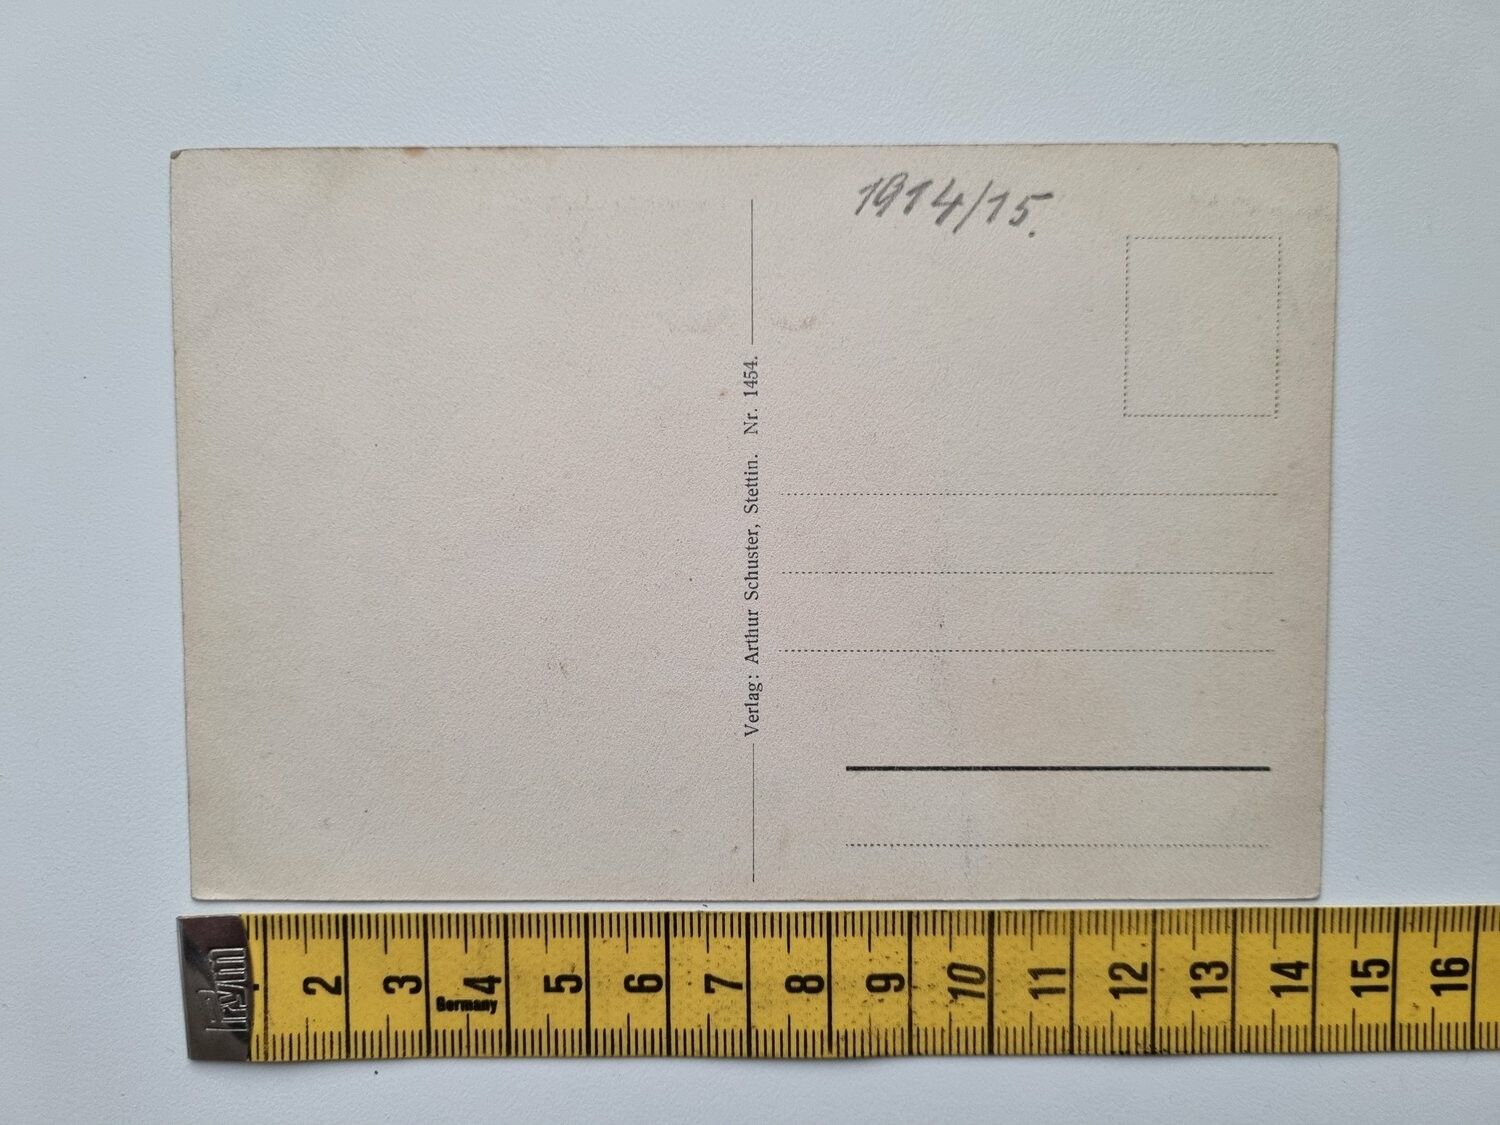 1914/15.
Verlag: Arthur Schuster, Stettin. Nr. 1454.
2 3 4 5 6 7 8 9 10 11 12 13 14 15 16
Germany